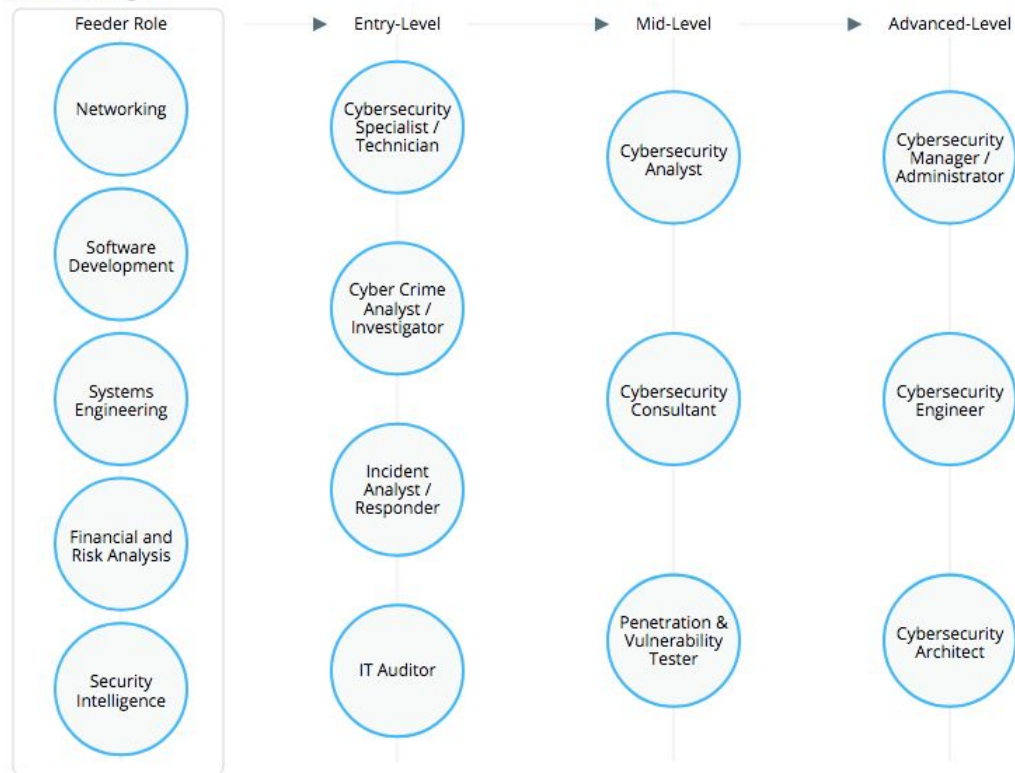 Feeder Role
Networking
Software
Development
Systems
Engineering
Financial and
Risk Analysis
Security
Intelligence
Entry-Level
Cybersecurity
Specialist /
Technician
Cyber Crime
Analyst /
Investigator
Incident
Analyst /
Responder
IT Auditor
Mid-Level
Cybersecurity
Analyst
Cybersecurity
Consultant
Penetration &
Vulnerability
Tester
Advanced-Level
Cybersecurity
Manager /
Administrator
Cybersecurity
Engineer
Cybersecurity
Architect